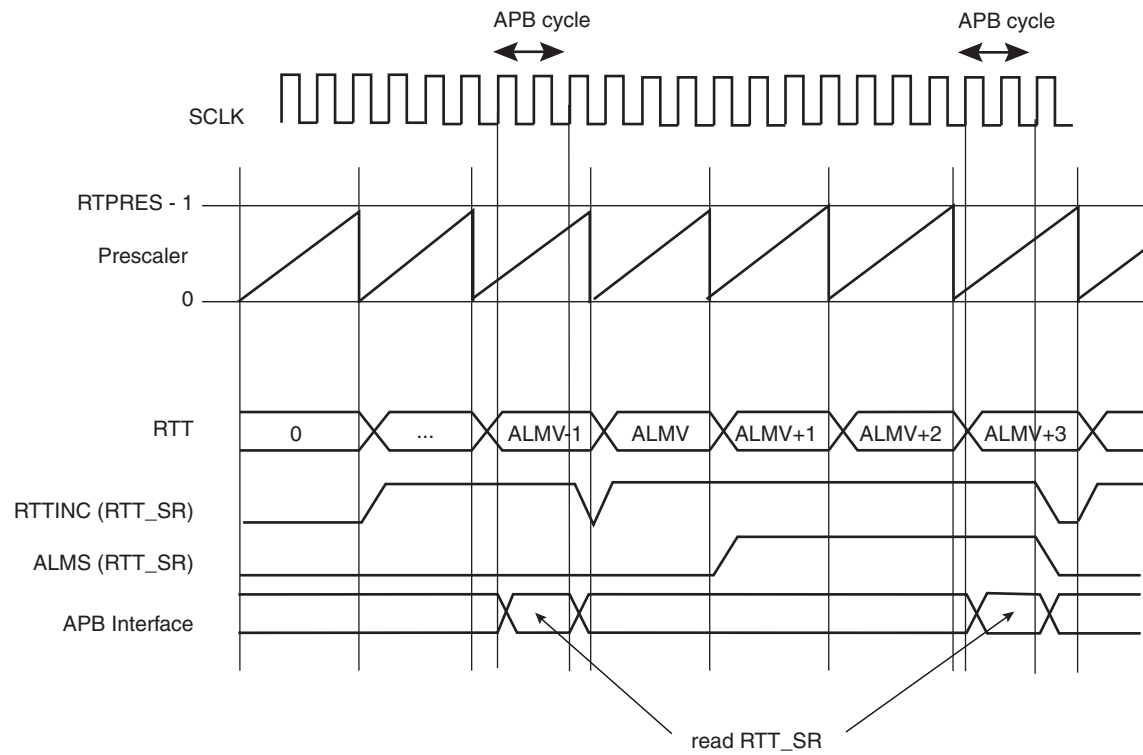 APB cycle
APB cycle
SCLK
RTPRES - 1
Prescaler
0
RTT
0
...
ALMV-1
ALMV
ALMV+1
ALMV+2
ALMV+3
RTTINC (RTT_SR)
ALMS (RTT_SR)
APB Interface
read RTT_SR